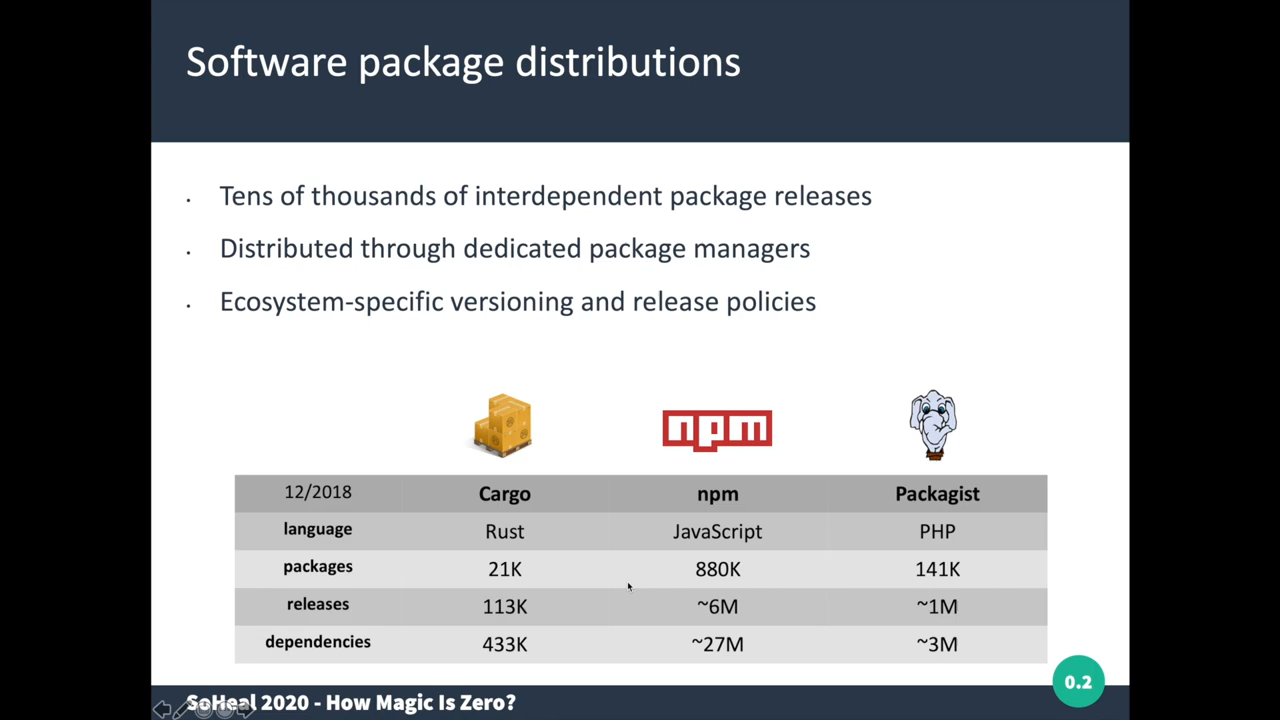 Software package distributions
Tens of thousands of interdependent package releases
Distributed through dedicated package managers
Ecosystem-specific versioning and release policies
npm
12/2018 Cargo npm Packagist
language Rust JavaScript PHP
packages 21K 880K 141K
releases 113K ~6M ~1M
dependencies 433K ~27M ~3M
0.2
SoHeal 2020 - How Magic Is Zero?